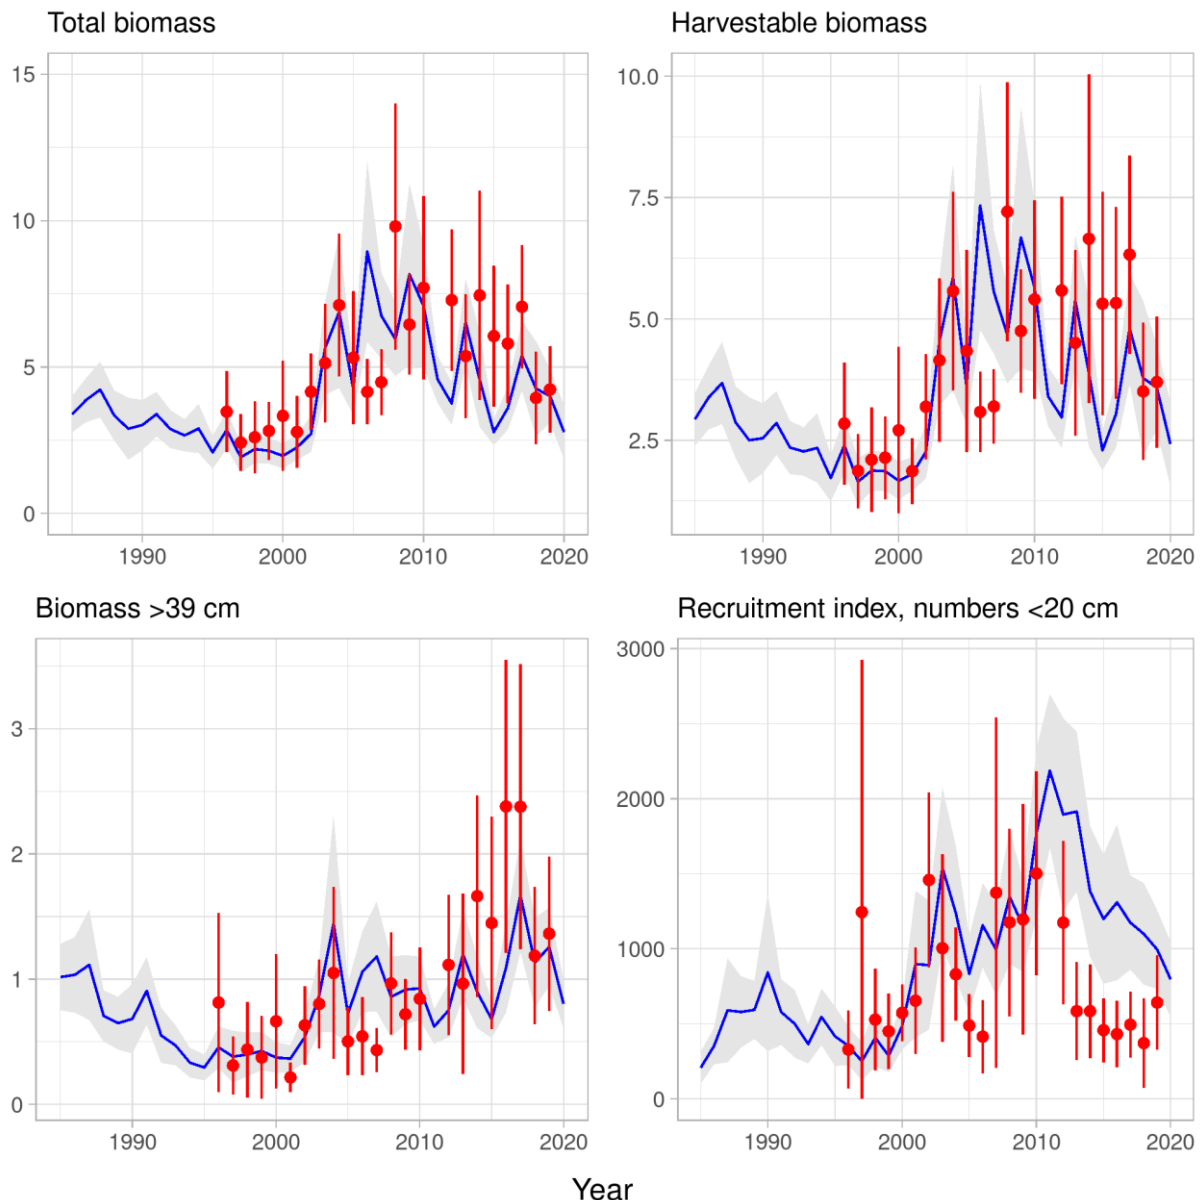 Total biomass
15
10
5
0
1990 2000 2010 2020
Harvestable biomass
10.0
7.5
5.0
2.5
1990 2000 2010 2020
Biomass >39 cm
3
2
1
0
1990 2000 2010 2020
Recruitment index, numbers <20 cm
3000
2000
1000
0
1990 2000 2010 2020
Year